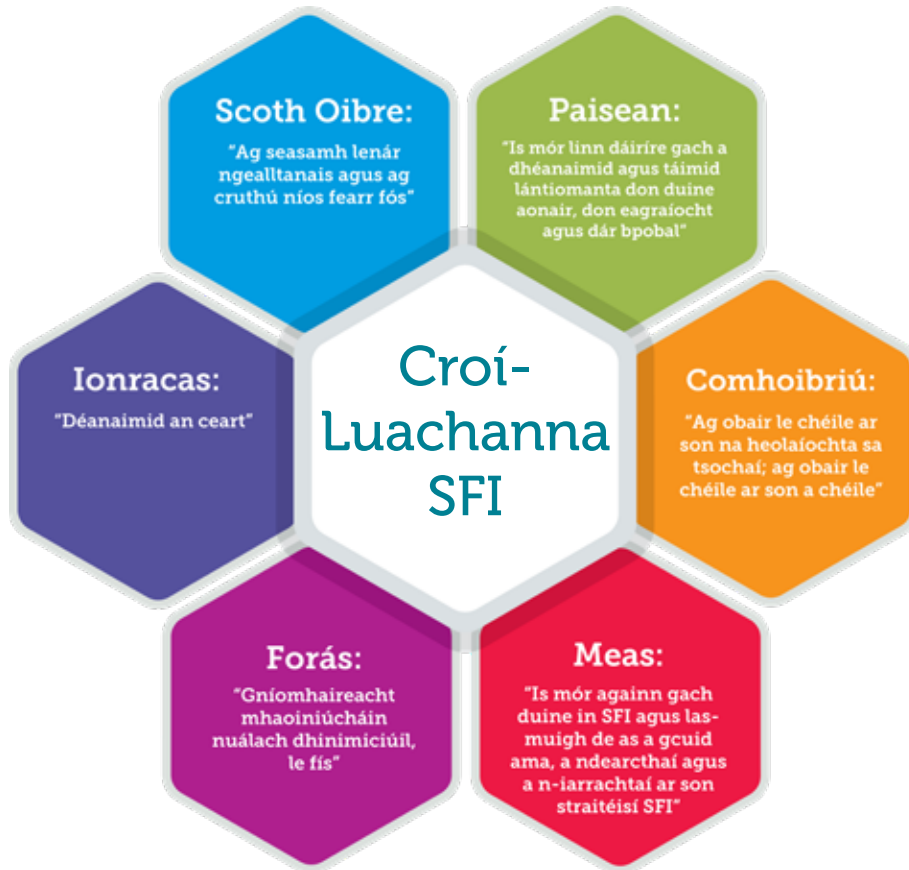 Scoth Oibre:
"Ag seasamh lenár
ngealltanais agus ag
cruthú níos fearr fós"
Paisean:
"Is mór linn dáiríre gach a
dhéanaimid agus táimid
lántiomanta don duine
aonair, don eagraíocht
agus dár bpobal"
Ionracas:
"Déanaimid an ceart"
Croí-
Luachanna
SFI
Comhoibriú:
"Ag obair le chéile ar
son na heolaíochta sa
tsochaí; ag obair le
chéile ar son a chéile"
Forás:
"Gníomhaireacht
mhaoiniúcháin
nuálach dhinimiciúil,
le fís"
Meas:
"Is mór againn gach
duine in SFI agus las-
muigh de as a gcuid
ama, a ndearcthaí agus
a n-iarrachtaí ar son
straitéisí SFI"